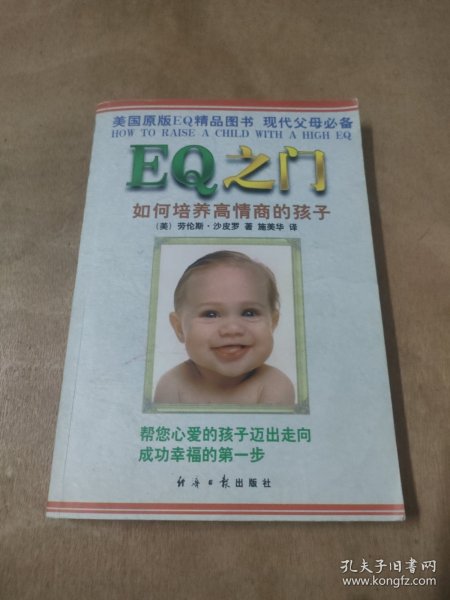 美国原版EQ精品图书 现代父母必备
HOW TO RAISE A CHILD WITH A HIGH EQ
EQ之门
如何培养高情商的孩子
(美) 劳伦斯·沙皮罗 著 施美华 译
帮您心爱的孩子迈出走向
成功幸福的第一步
经济日报出版社
孔夫子旧书网
www.kongfz.com